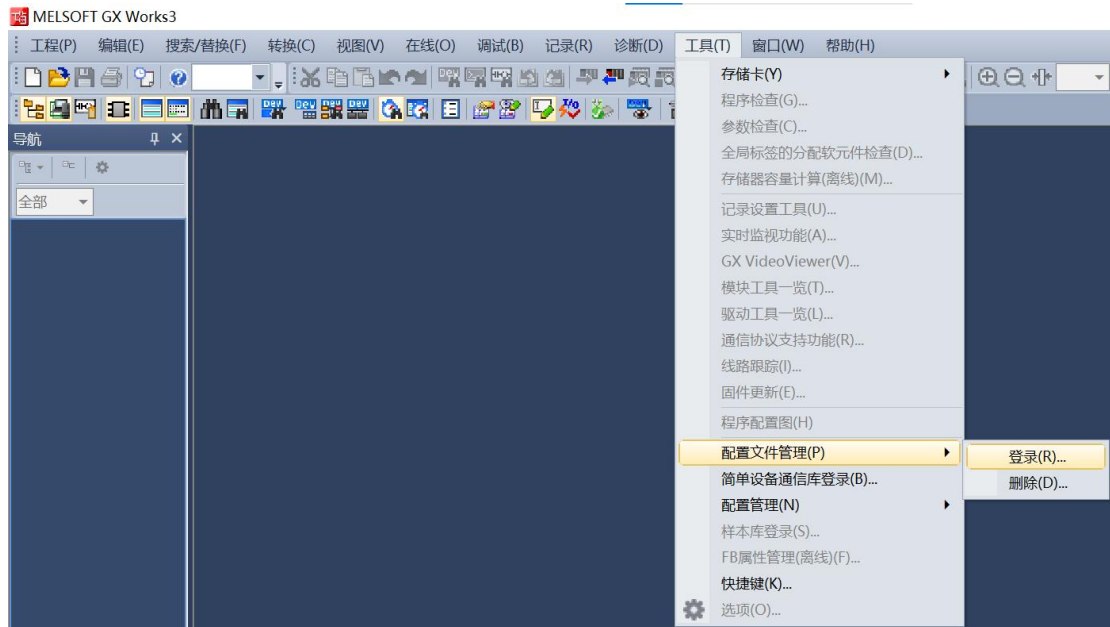 MELSOFT GX Works3
工程(P) 编辑(E) 搜索/替换(F) 转换(C) 视图(V) 在线(O) 调试(B) 记录(R) 诊断(D) 工具(T) 窗口(W) 帮助(H)
导航
全部
存储卡(Y)
程序检查(G)...
参数检查(C)...
全局标签的分配软元件检查(D)...
存储器容量计算(离线)(M)...
记录设置工具(U)...
实时监视功能(A)...
GX VideoViewer(V)...
模块工具一览(T)...
驱动工具一览(L)...
通信协议支持功能(R)...
线路跟踪(I)...
固件更新(E)...
程序配置图(H)
配置文件管理(P)
登录(R)...
简单设备通信库登录(B)...
删除(D)...
配置管理(N)
样本库登录(S)...
FB属性管理(离线)(F)...
快捷键(K)...
选项(O)...